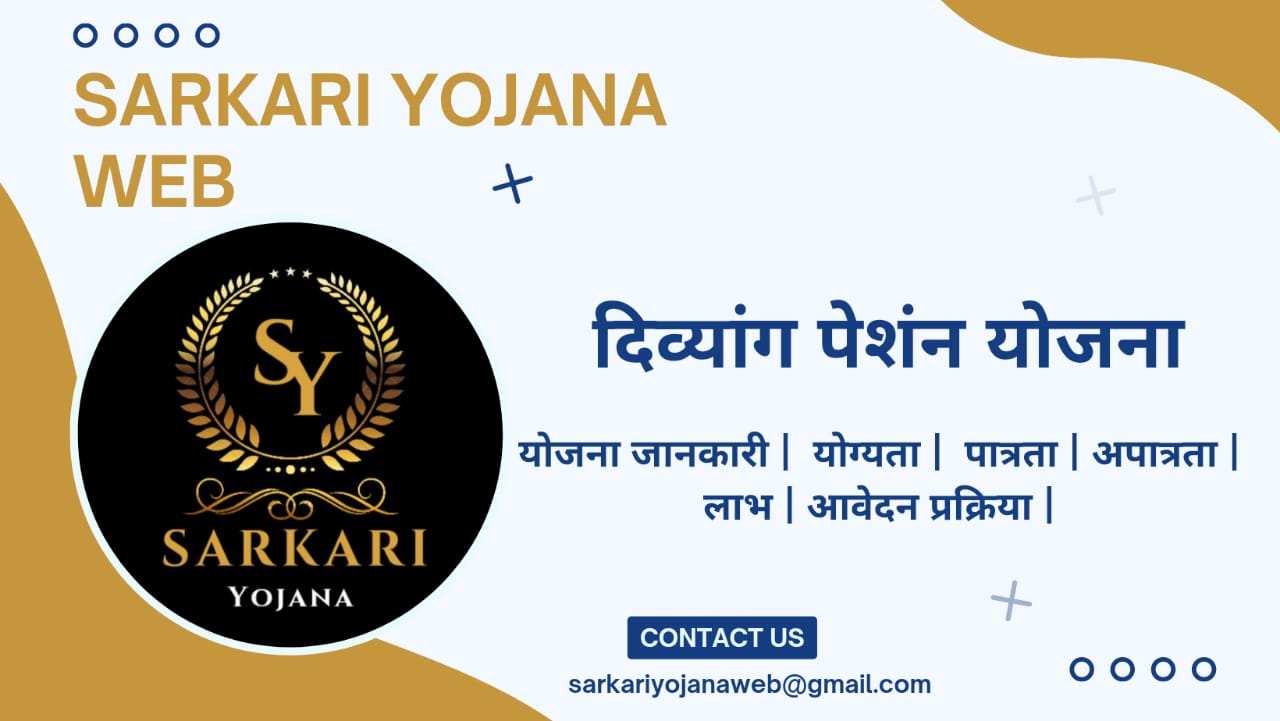 SARKARI YOJANA
WEB
SY
SARKARI
YOJANA
दिव्यांग पेशंन योजना
योजना जानकारी | योग्यता | पात्रता | अपात्रता |
लाभ | आवेदन प्रक्रिया |
CONTACT US
sarkariyojanaweb@gmail.com